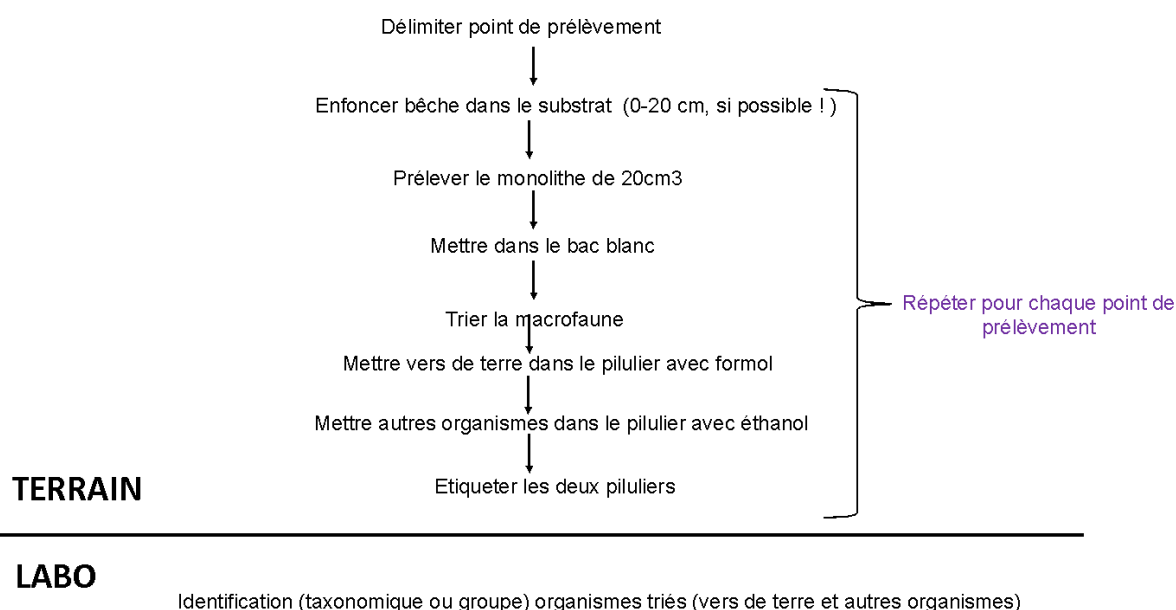 Délimiter point de prélèvement
Enfoncer bêche dans le substrat (0-20 cm, si possible ! )
Prélever le monolithe de 20cm3
Mettre dans le bac blanc
Trier la macrofaune
Répéter pour chaque point de
prélèvement
Mettre vers de terre dans le pilulier avec formol
Mettre autres organismes dans le pilulier avec éthanol
Etiqueter les deux piluliers
TERRAIN
LABO
Identification (taxonomique ou groupe) organismes triés (vers de terre et autres organismes)